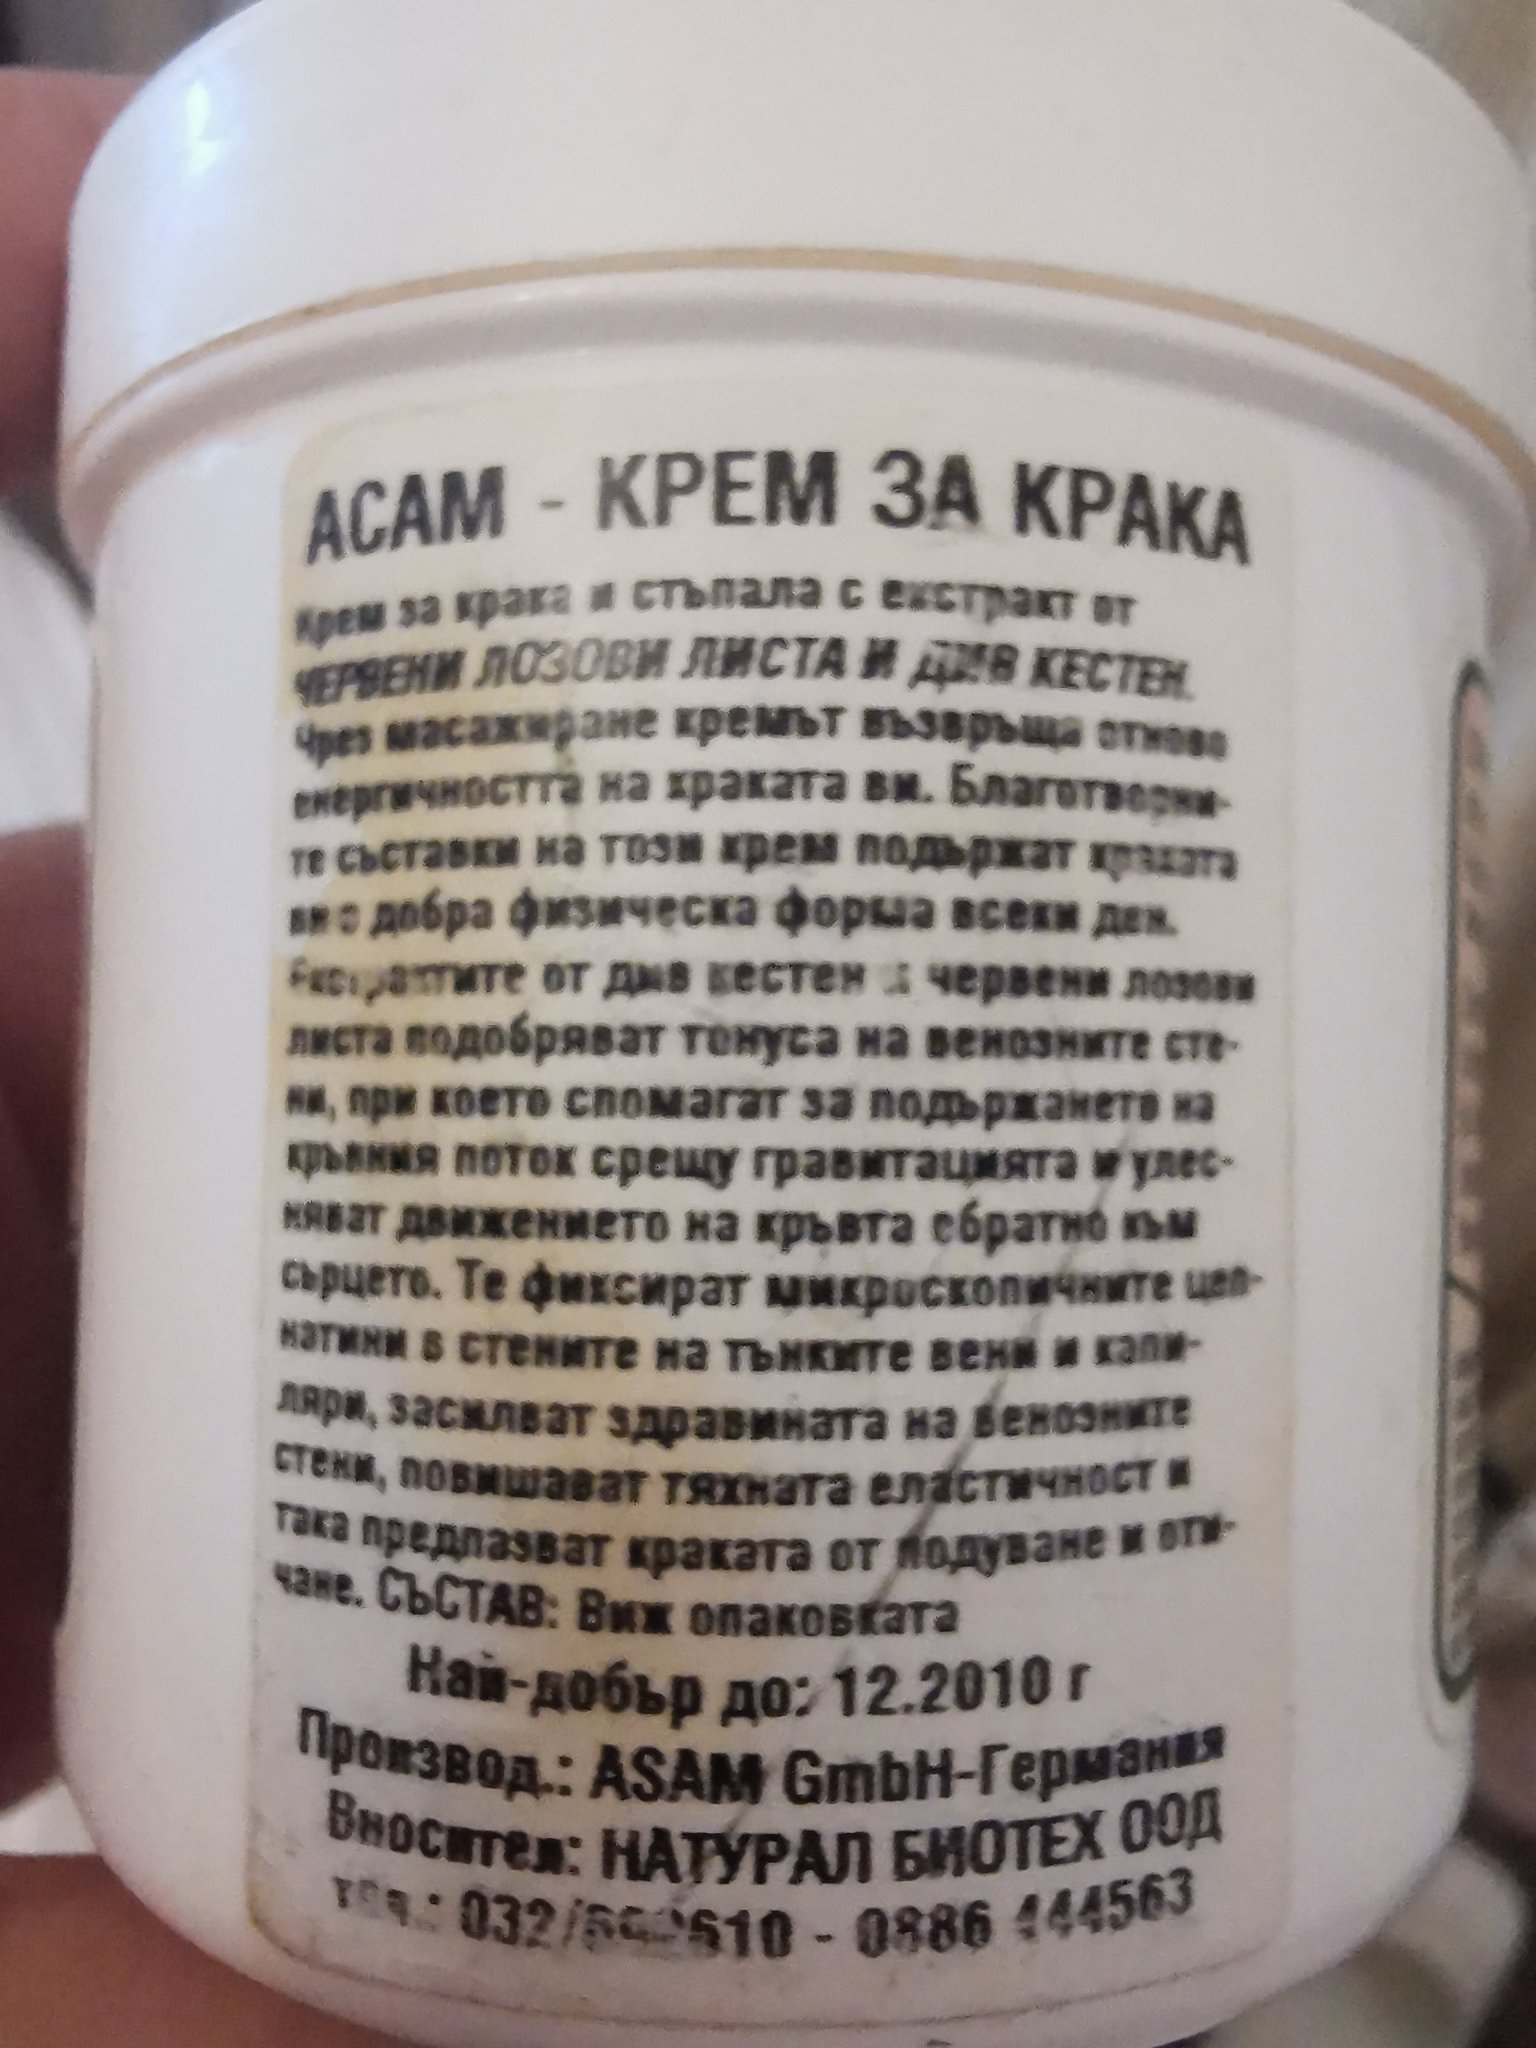 АСАМ - КРЕМ ЗА КРАКА
Крем за крака и стъпала с екстракт от
ЧЕРВЕНИ ЛОЗОВИ ЛИСТА И ДИВ КЕСТЕН.
Чрез масажиране кремът възвръща отново
енергичността на краката ви. Благотворни-
те съставки на този крем подържат краката
ви с добра физическа форма всеки ден.
Екстрактите от див кестен и червени лозови
листа подобряват тонуса на венозните сте-
ни, при което спомагат за подържането на
кръвния поток срещу гравитацията и улес-
няват движението на кръвта обратно към
сърцето. Те фиксират микроскопичните цеп-
натини в стените на тънките вени и капи-
ляри, засилват здравината на венозните
стени, повишават тяхната еластичност и
така предпазват краката от подуване и оти-
чане. СЪСТАВ: Виж опаковката
Най-добър до: 12.2010 г
Производ.: ASAM GmbH-Германия
Вносител: НАТУРАЛ БИОТЕХ ООД
тел.: - 0886 444563